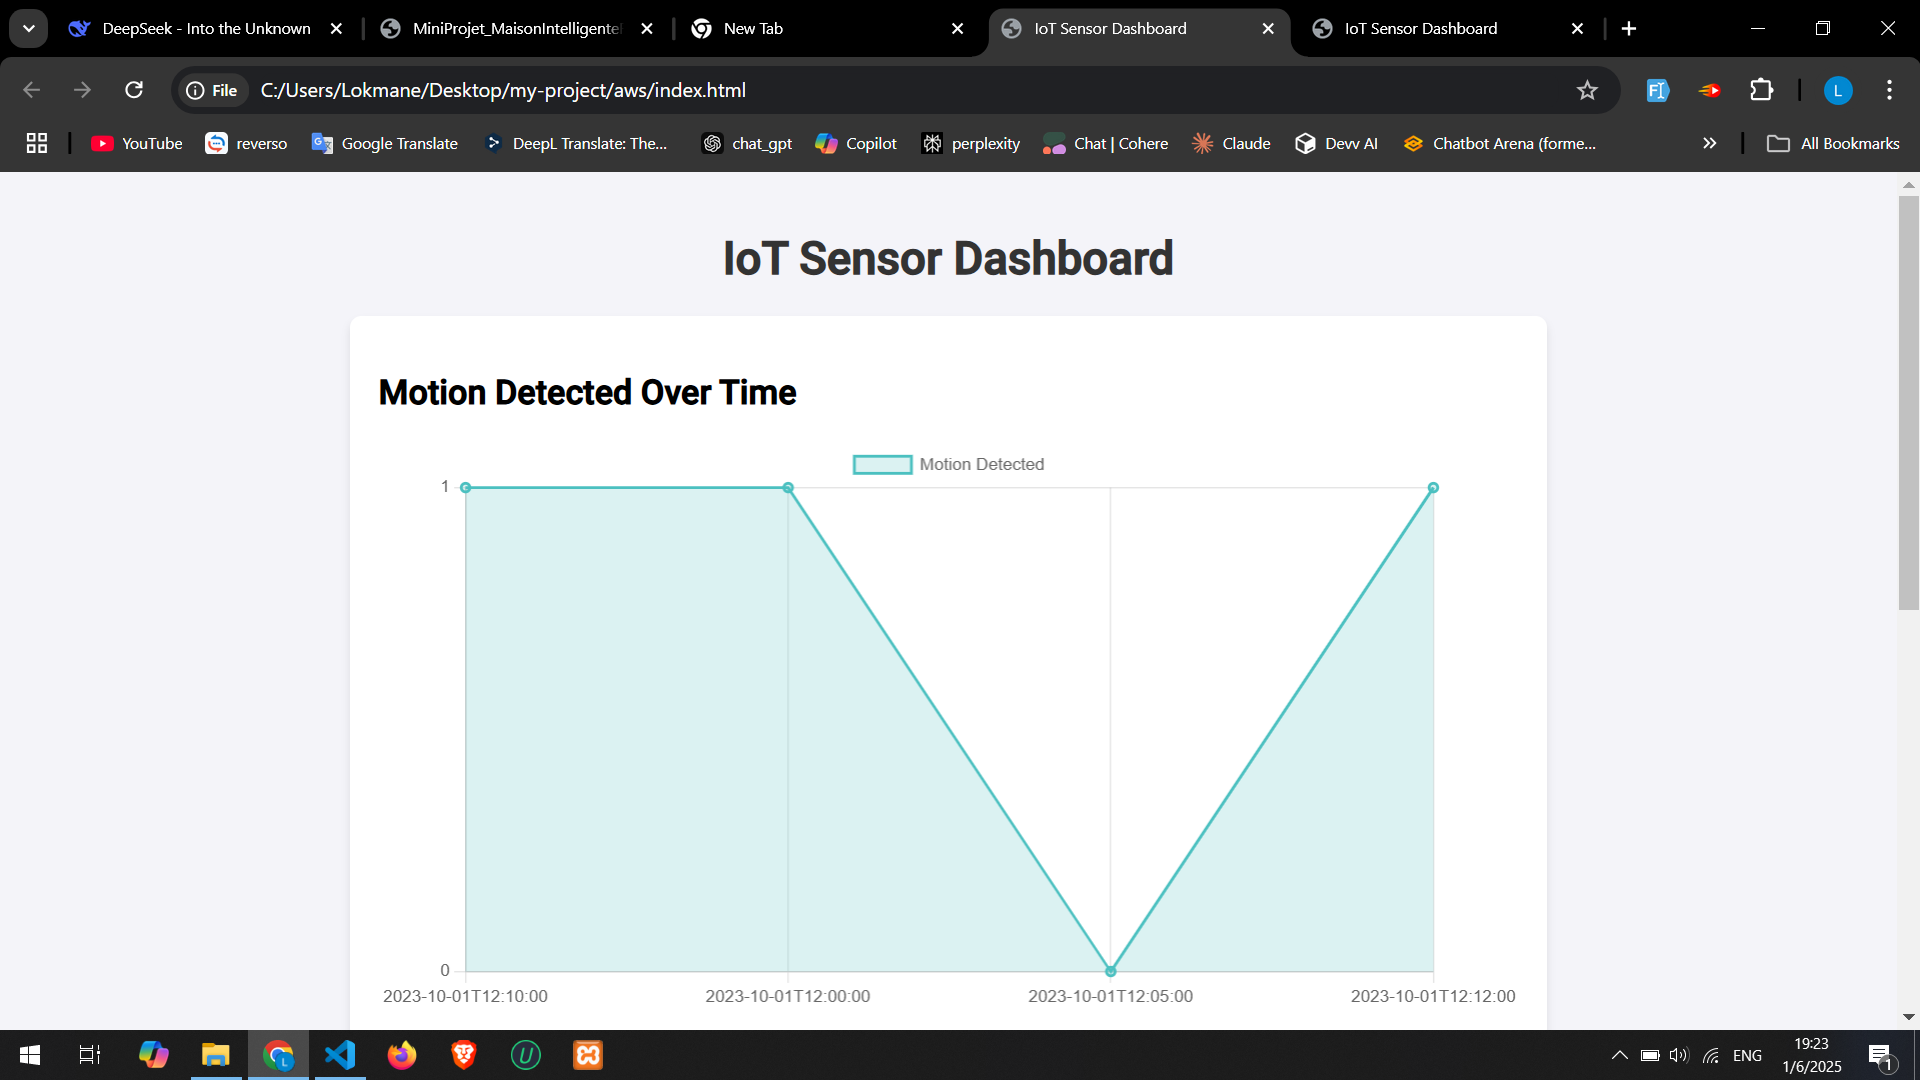 DeepSeek - Into the Unknown
MiniProjet_MaisonIntelligente
New Tab
IoT Sensor Dashboard
IoT Sensor Dashboard
File
C:/Users/Lokmane/Desktop/my-project/aws/index.html
L
YouTube
reverso
Google Translate
DeepL Translate: The...
chat_gpt
Copilot
perplexity
Chat | Cohere
Claude
Devv AI
Chatbot Arena (forme...
All Bookmarks
IoT Sensor Dashboard
Motion Detected Over Time
Motion Detected
1
0
2023-10-01T12:10:00
2023-10-01T12:00:00
2023-10-01T12:05:00
2023-10-01T12:12:00
ENG
19:23
1/6/2025
1